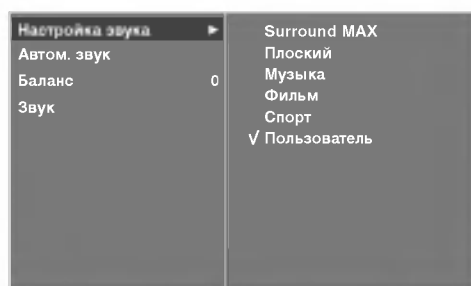 Настройка звука ►
Автом. звук
Баланс 0
Звук
Surround MAX
Плоский
Музыка
Фильм
Спорт
√ Пользователь